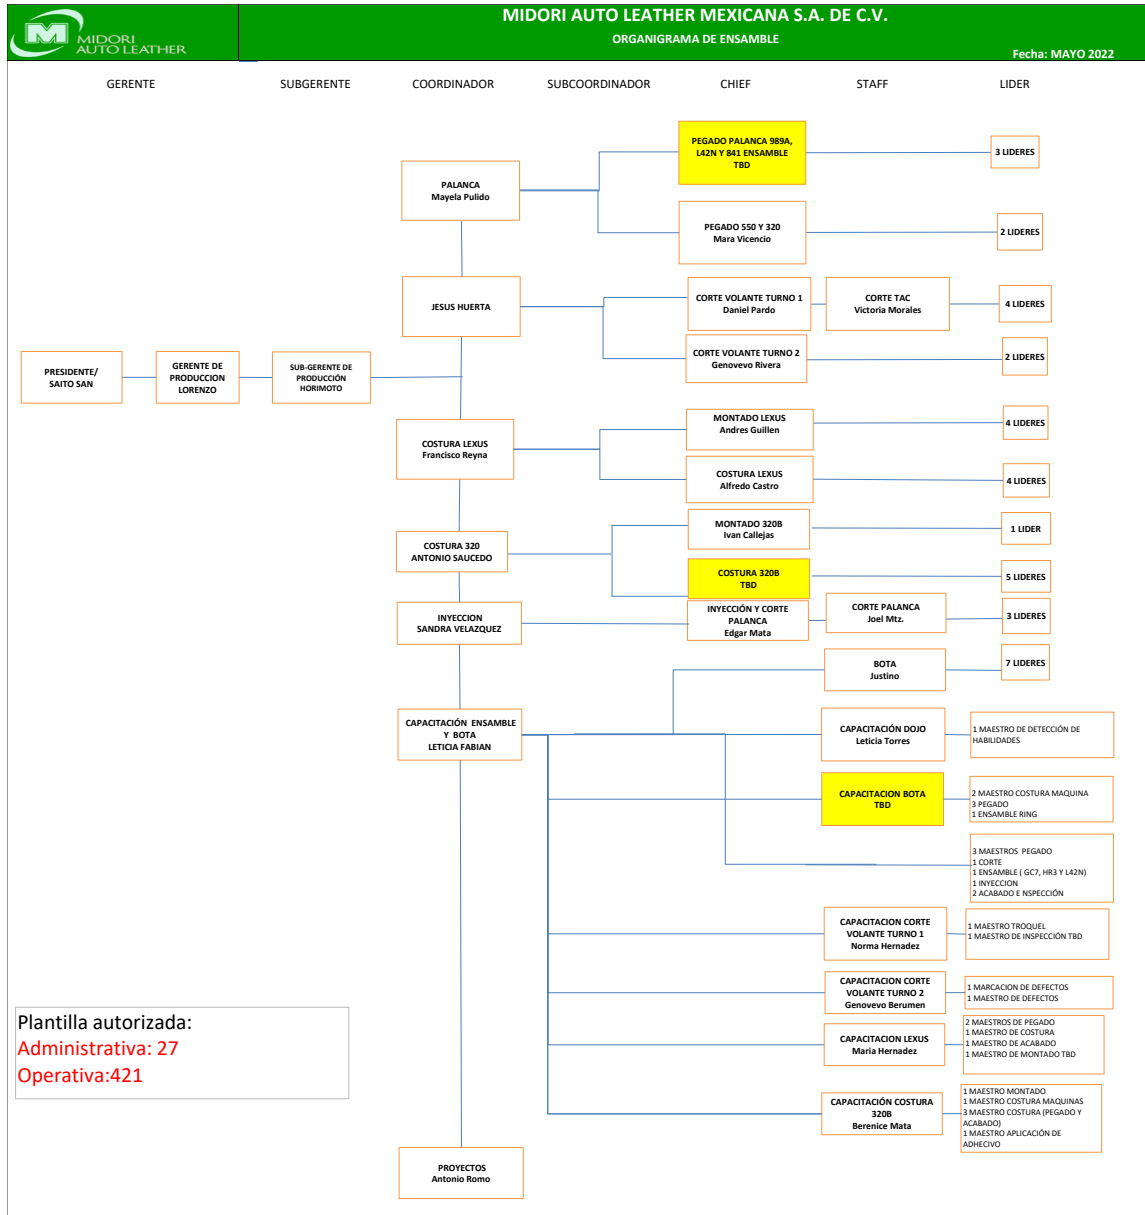 MIDORI AUTO LEATHER MEXICANA S.A. DE C.V.
MIDORI
AUTO LEATHER
ORGANIGRAMA DE ENSAMBLE
Fecha: MAYO 2022
GERENTE
SUBGERENTE
COORDINADOR
SUBCOORDINADOR
CHIEF
STAFF
LIDER
PEGADO PALANCA 989A,
L42N Y 841 ENSAMBLE
TBD
3 LIDERES
PALANCA
Mayela Pulido
PEGADO 550 Y 320
Mara Vicencio
2 LIDERES
JESUS HUERTA
CORTE VOLANTE TURNO 1
Daniel Pardo
CORTE TAC
Victoria Morales
4 LIDERES
CORTE VOLANTE TURNO 2
Genovevo Rivera
2 LIDERES
PRESIDENTE/
SAITO SAN
GERENTE DE
PRODUCCION
LORENZO
SUB-GERENTE DE
PRODUCCIÓN
HORIMOTO
MONTADO LEXUS
Andres Guillen
4 LIDERES
COSTURA LEXUS
Francisco Reyna
COSTURA LEXUS
Alfredo Castro
4 LIDERES
MONTADO 320B
Ivan Callejas
1 LIDER
COSTURA 320
ANTONIO SAUCEDO
COSTURA 320B
TBD
5 LIDERES
INYECCION
SANDRA VELAZQUEZ
INYECCIÓN Y CORTE
PALANCA
Edgar Mata
CORTE PALANCA
Joel Mtz.
3 LIDERES
BOTA
Justino
7 LIDERES
CAPACITACIÓN  ENSAMBLE
Y  BOTA
LETICIA FABIAN
CAPACITACIÓN DOJO
Leticia Torres
1 MAESTRO DE DETECCIÓN DE
HABILIDADES
CAPACITACION BOTA
TBD
2 MAESTRO COSTURA MAQUINA
3 PEGADO
1 ENSAMBLE RING
3 MAESTROS  PEGADO
1 CORTE
1 ENSAMBLE ( GC7, HR3 Y L42N)
1 INYECCION
2 ACABADO E NSPECCIÓN
CAPACITACION CORTE
VOLANTE TURNO 1
Norma Hernadez
1 MAESTRO TROQUEL
1 MAESTRO DE INSPECCIÓN TBD
CAPACITACION CORTE
VOLANTE TURNO 2
Genovevo Berumen
1 MARCACION DE DEFECTOS
1 MAESTRO DE DEFECTOS
Plantilla autorizada:
Administrativa: 27
Operativa:421
CAPACITACION LEXUS
Maria Hernadez
2 MAESTROS DE PEGADO
1 MAESTRO DE COSTURA
1 MAESTRO DE ACABADO
1 MAESTRO DE MONTADO TBD
CAPACITACIÓN COSTURA
320B
Berenice Mata
1 MAESTRO MONTADO
1 MAESTRO COSTURA MAQUINAS
3 MAESTRO COSTURA (PEGADO Y
ACABADO)
1 MAESTRO APLICACIÓN DE
ADHECIVO
PROYECTOS
Antonio Romo